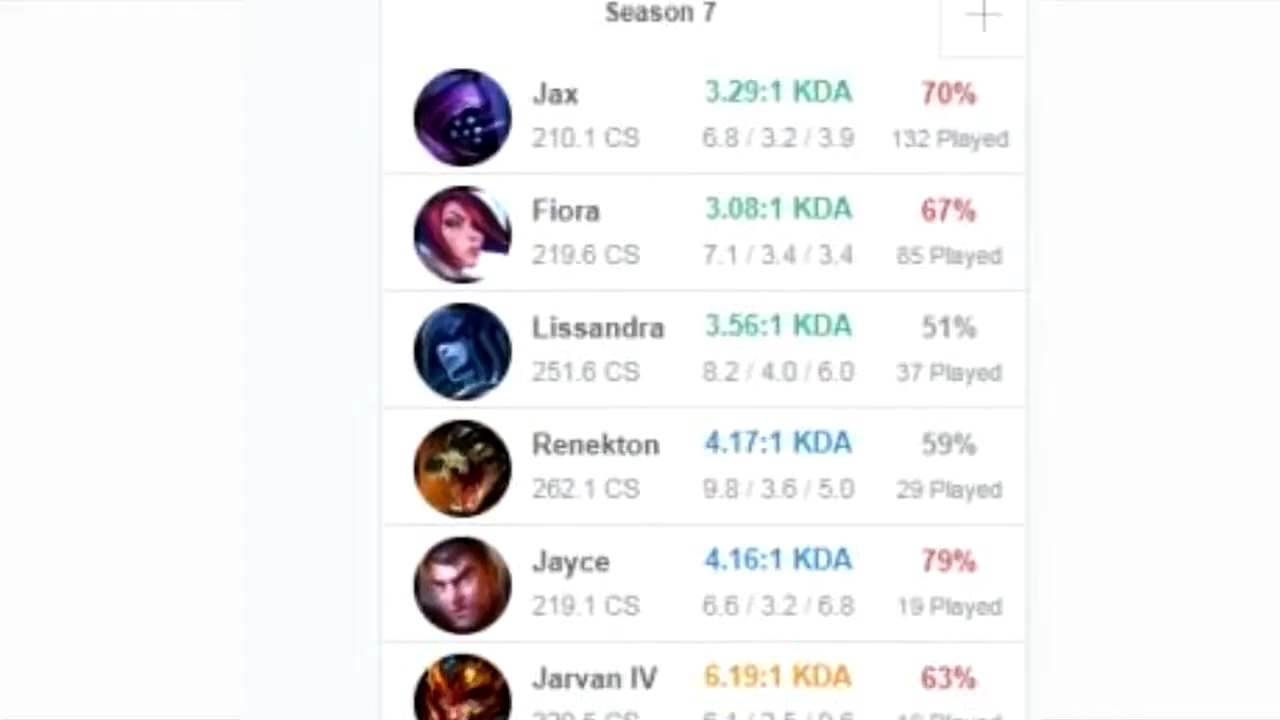 Season 7
Jax 3.29:1 KDA 70%
210.1 CS 6.8 / 3.2 / 3.9 132 Played
Fiora 3.08:1 KDA 67%
219.6 CS 7.1 / 3.4 / 3.4 85 Played
Lissandra 3.56:1 KDA 51%
251.6 CS 8.2 / 4.0 / 6.0 37 Played
Renekton 4.17:1 KDA 59%
262.1 CS 9.8 / 3.6 / 5.0 29 Played
Jayce 4.16:1 KDA 79%
219.1 CS 6.6 / 3.2 / 6.8 19 Played
Jarvan IV 6.19:1 KDA 63%